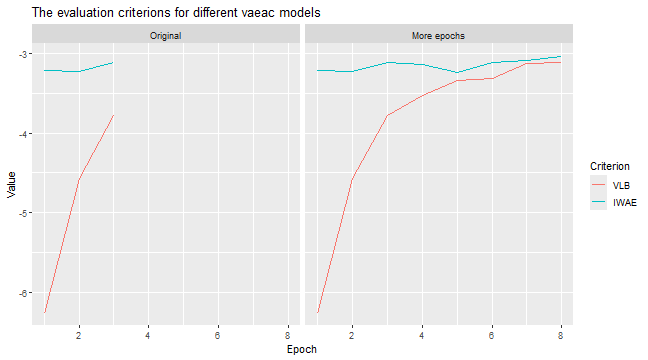 The evaluation criterions for different vaeac models
Original
More epochs
-3
-4
-5
-6
Value
2
4
6
8
2
4
6
8
Epoch
Criterion
VLB
IWAE